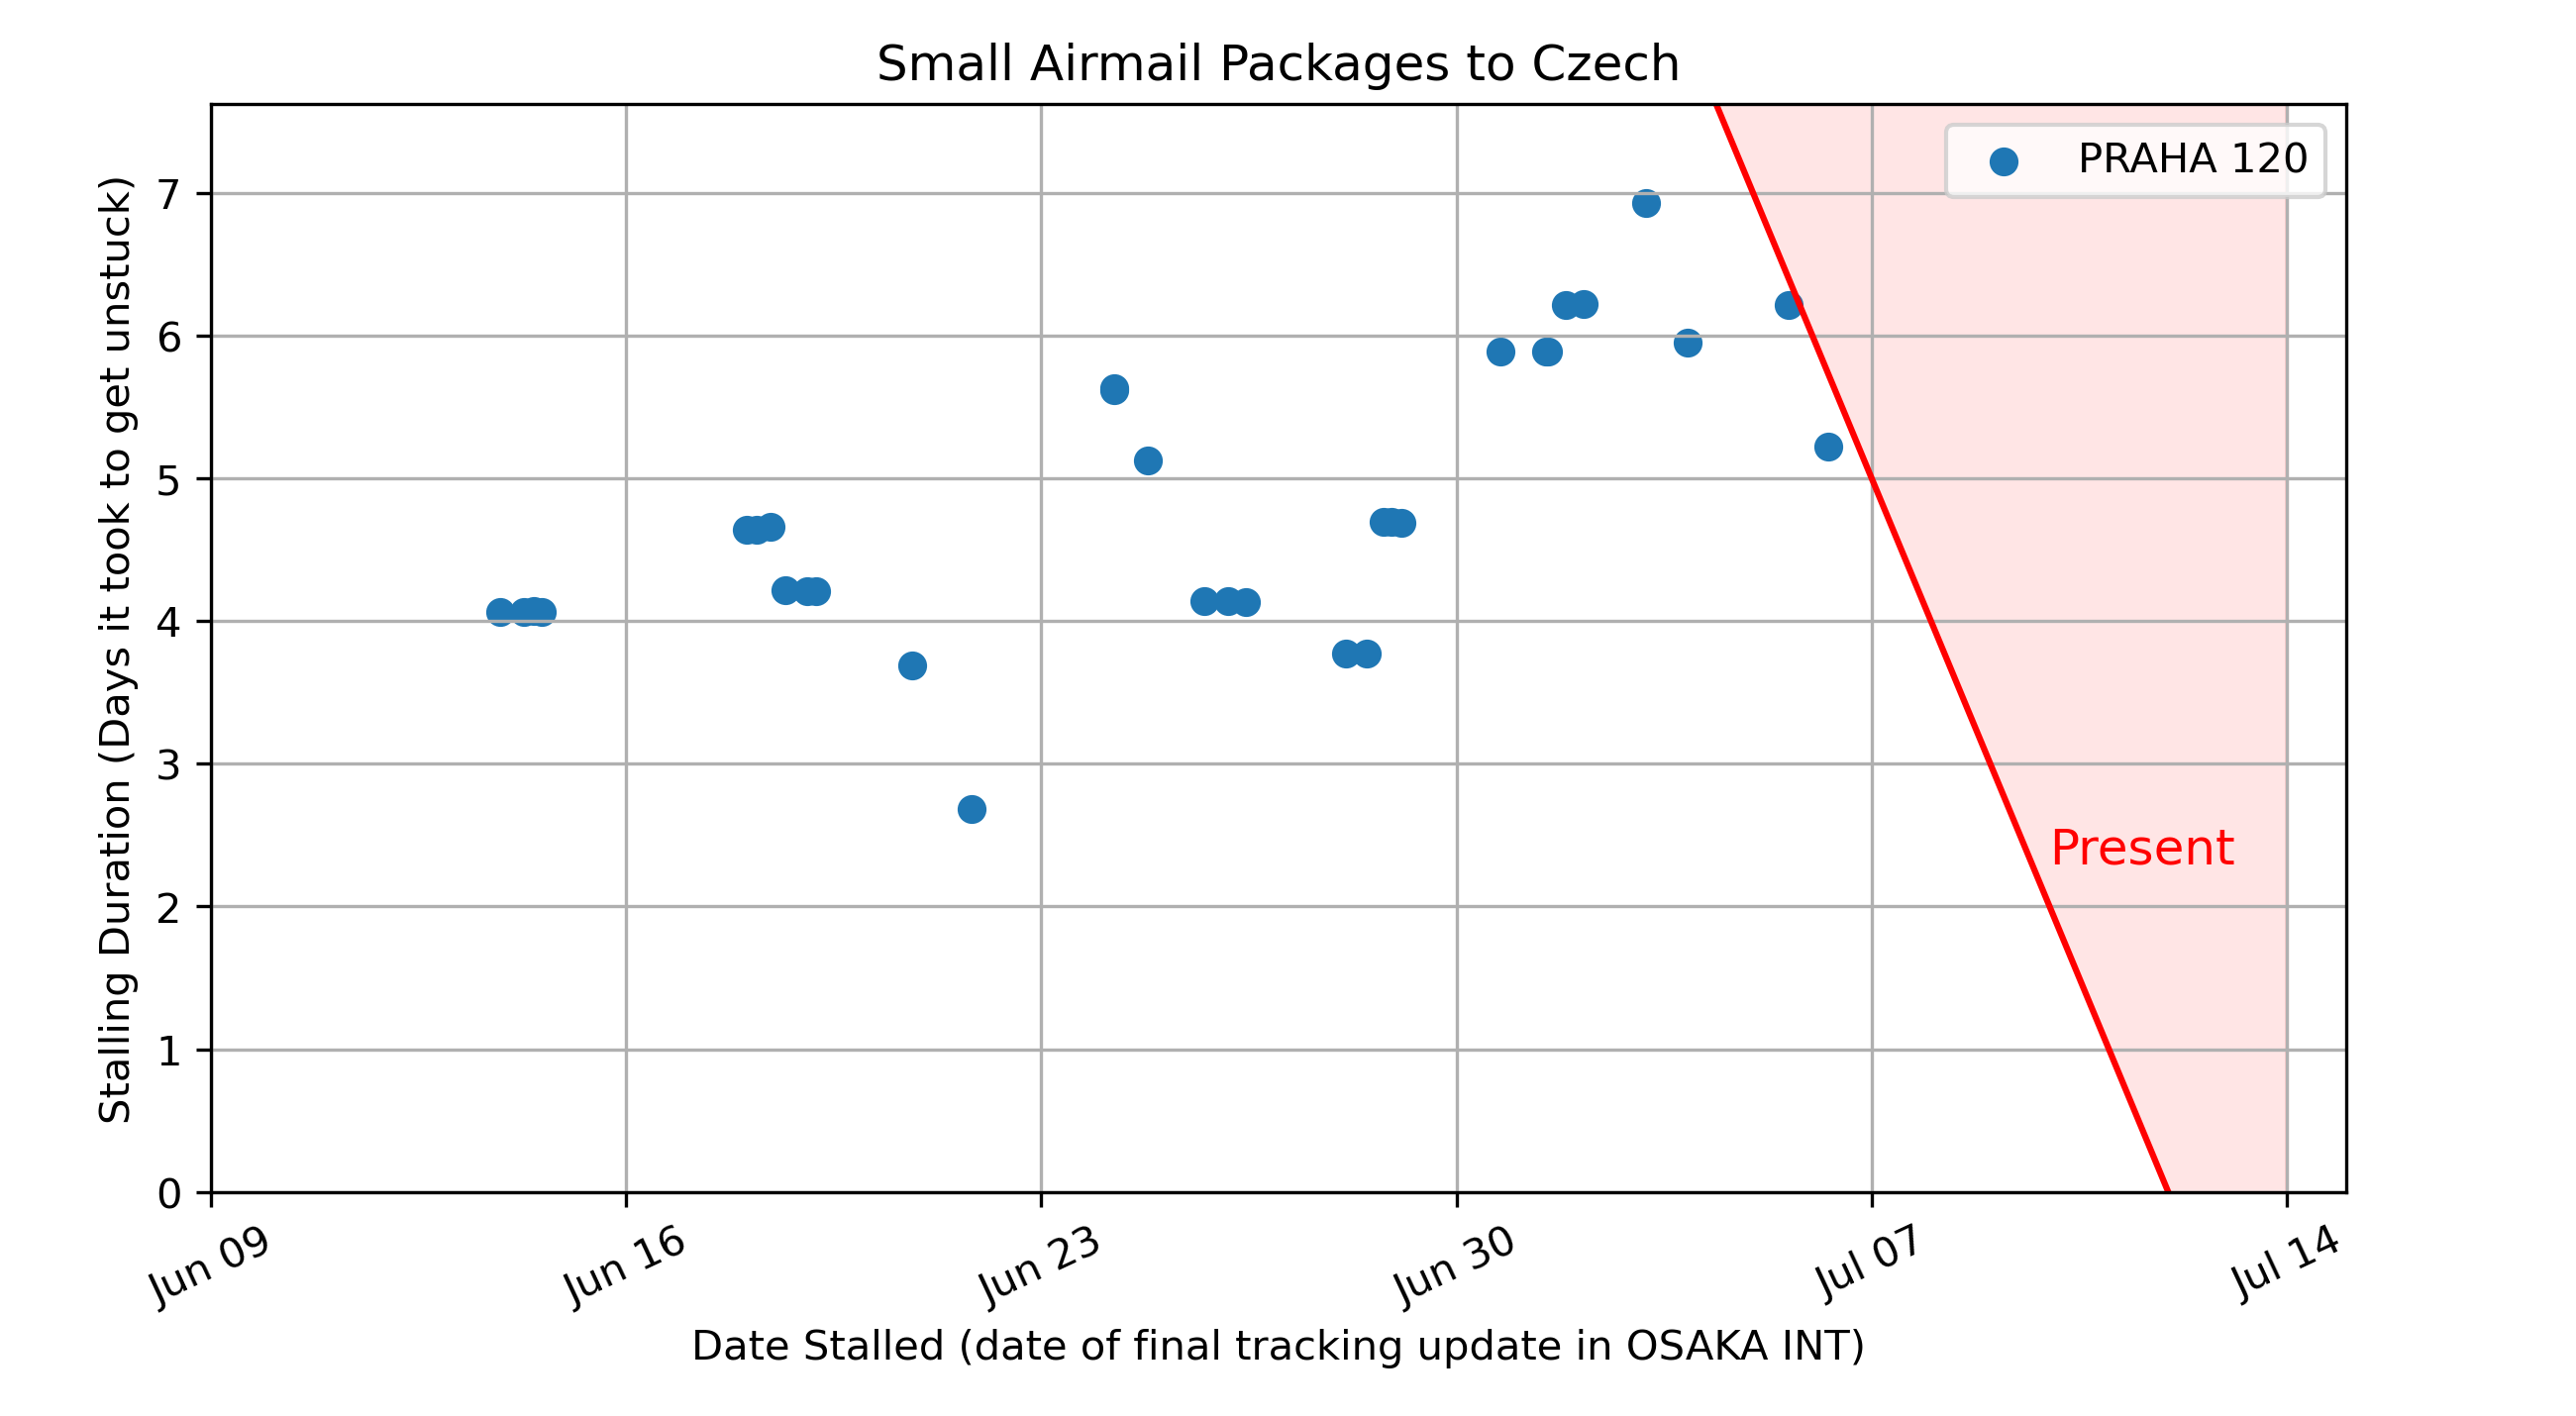 Small Airmail Packages to Czech
PRAHA 120
Stalling Duration (Days it took to get unstuck)
7
6
5
4
3
2
1
0
Present
Jun 09
Jun 16
Jun 23
Jun 30
Jul 07
Jul 14
Date Stalled (date of final tracking update in OSAKA INT)